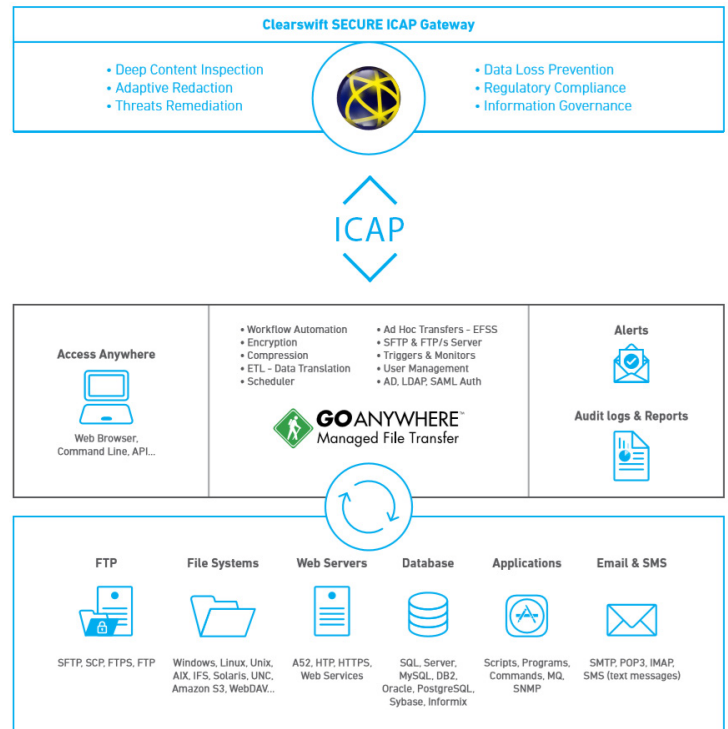 Clearswift SECURE ICAP Gateway
• Deep Content Inspection
• Adaptive Redaction
• Threats Remediation
• Data Loss Prevention
• Regulatory Compliance
• Information Governance
ICAP
Access Anywhere
Web Browser,
Command Line, API...
• Workflow Automation
• Encryption
• Compression
• ETL - Data Translation
• Scheduler
• Ad Hoc Transfers - EFSS
• SFTP & FTP/s Server
• Triggers & Monitors
• User Management
• AD, LDAP, SAML Auth
GOANYWHERE™
Managed File Transfer
Alerts
Audit logs & Reports
FTP
SFTP, SCP, FTPS, FTP
File Systems
Windows, Linux, Unix,
AIX, IFS, Solaris, UNC,
Amazon S3, WebDAV...
Web Servers
A52, HTP, HTTPS,
Web Services
Database
SQL, Server,
MySQL, DB2,
Oracle, PostgreSQL,
Sybase, Informix
Applications
Scripts, Programs,
Commands, MQ,
SNMP
Email & SMS
SMTP, POP3, IMAP,
SMS (text messages)